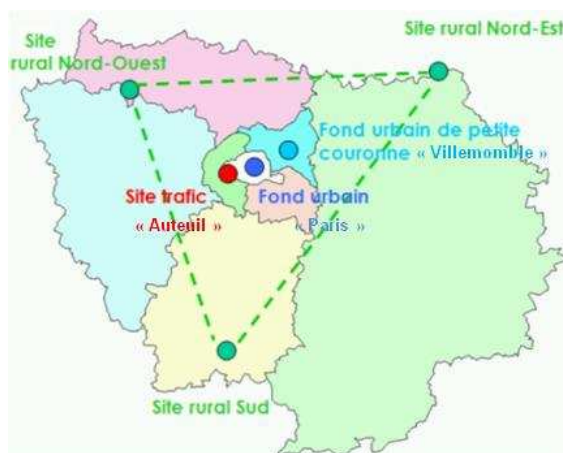 Site rural Nord-Est
Site
rural Nord-Ouest
Fond urbain de petite
couronne « Villemomble »
Site trafic
« Auteuil »
Fond urbain
« Paris »
Site rural Sud